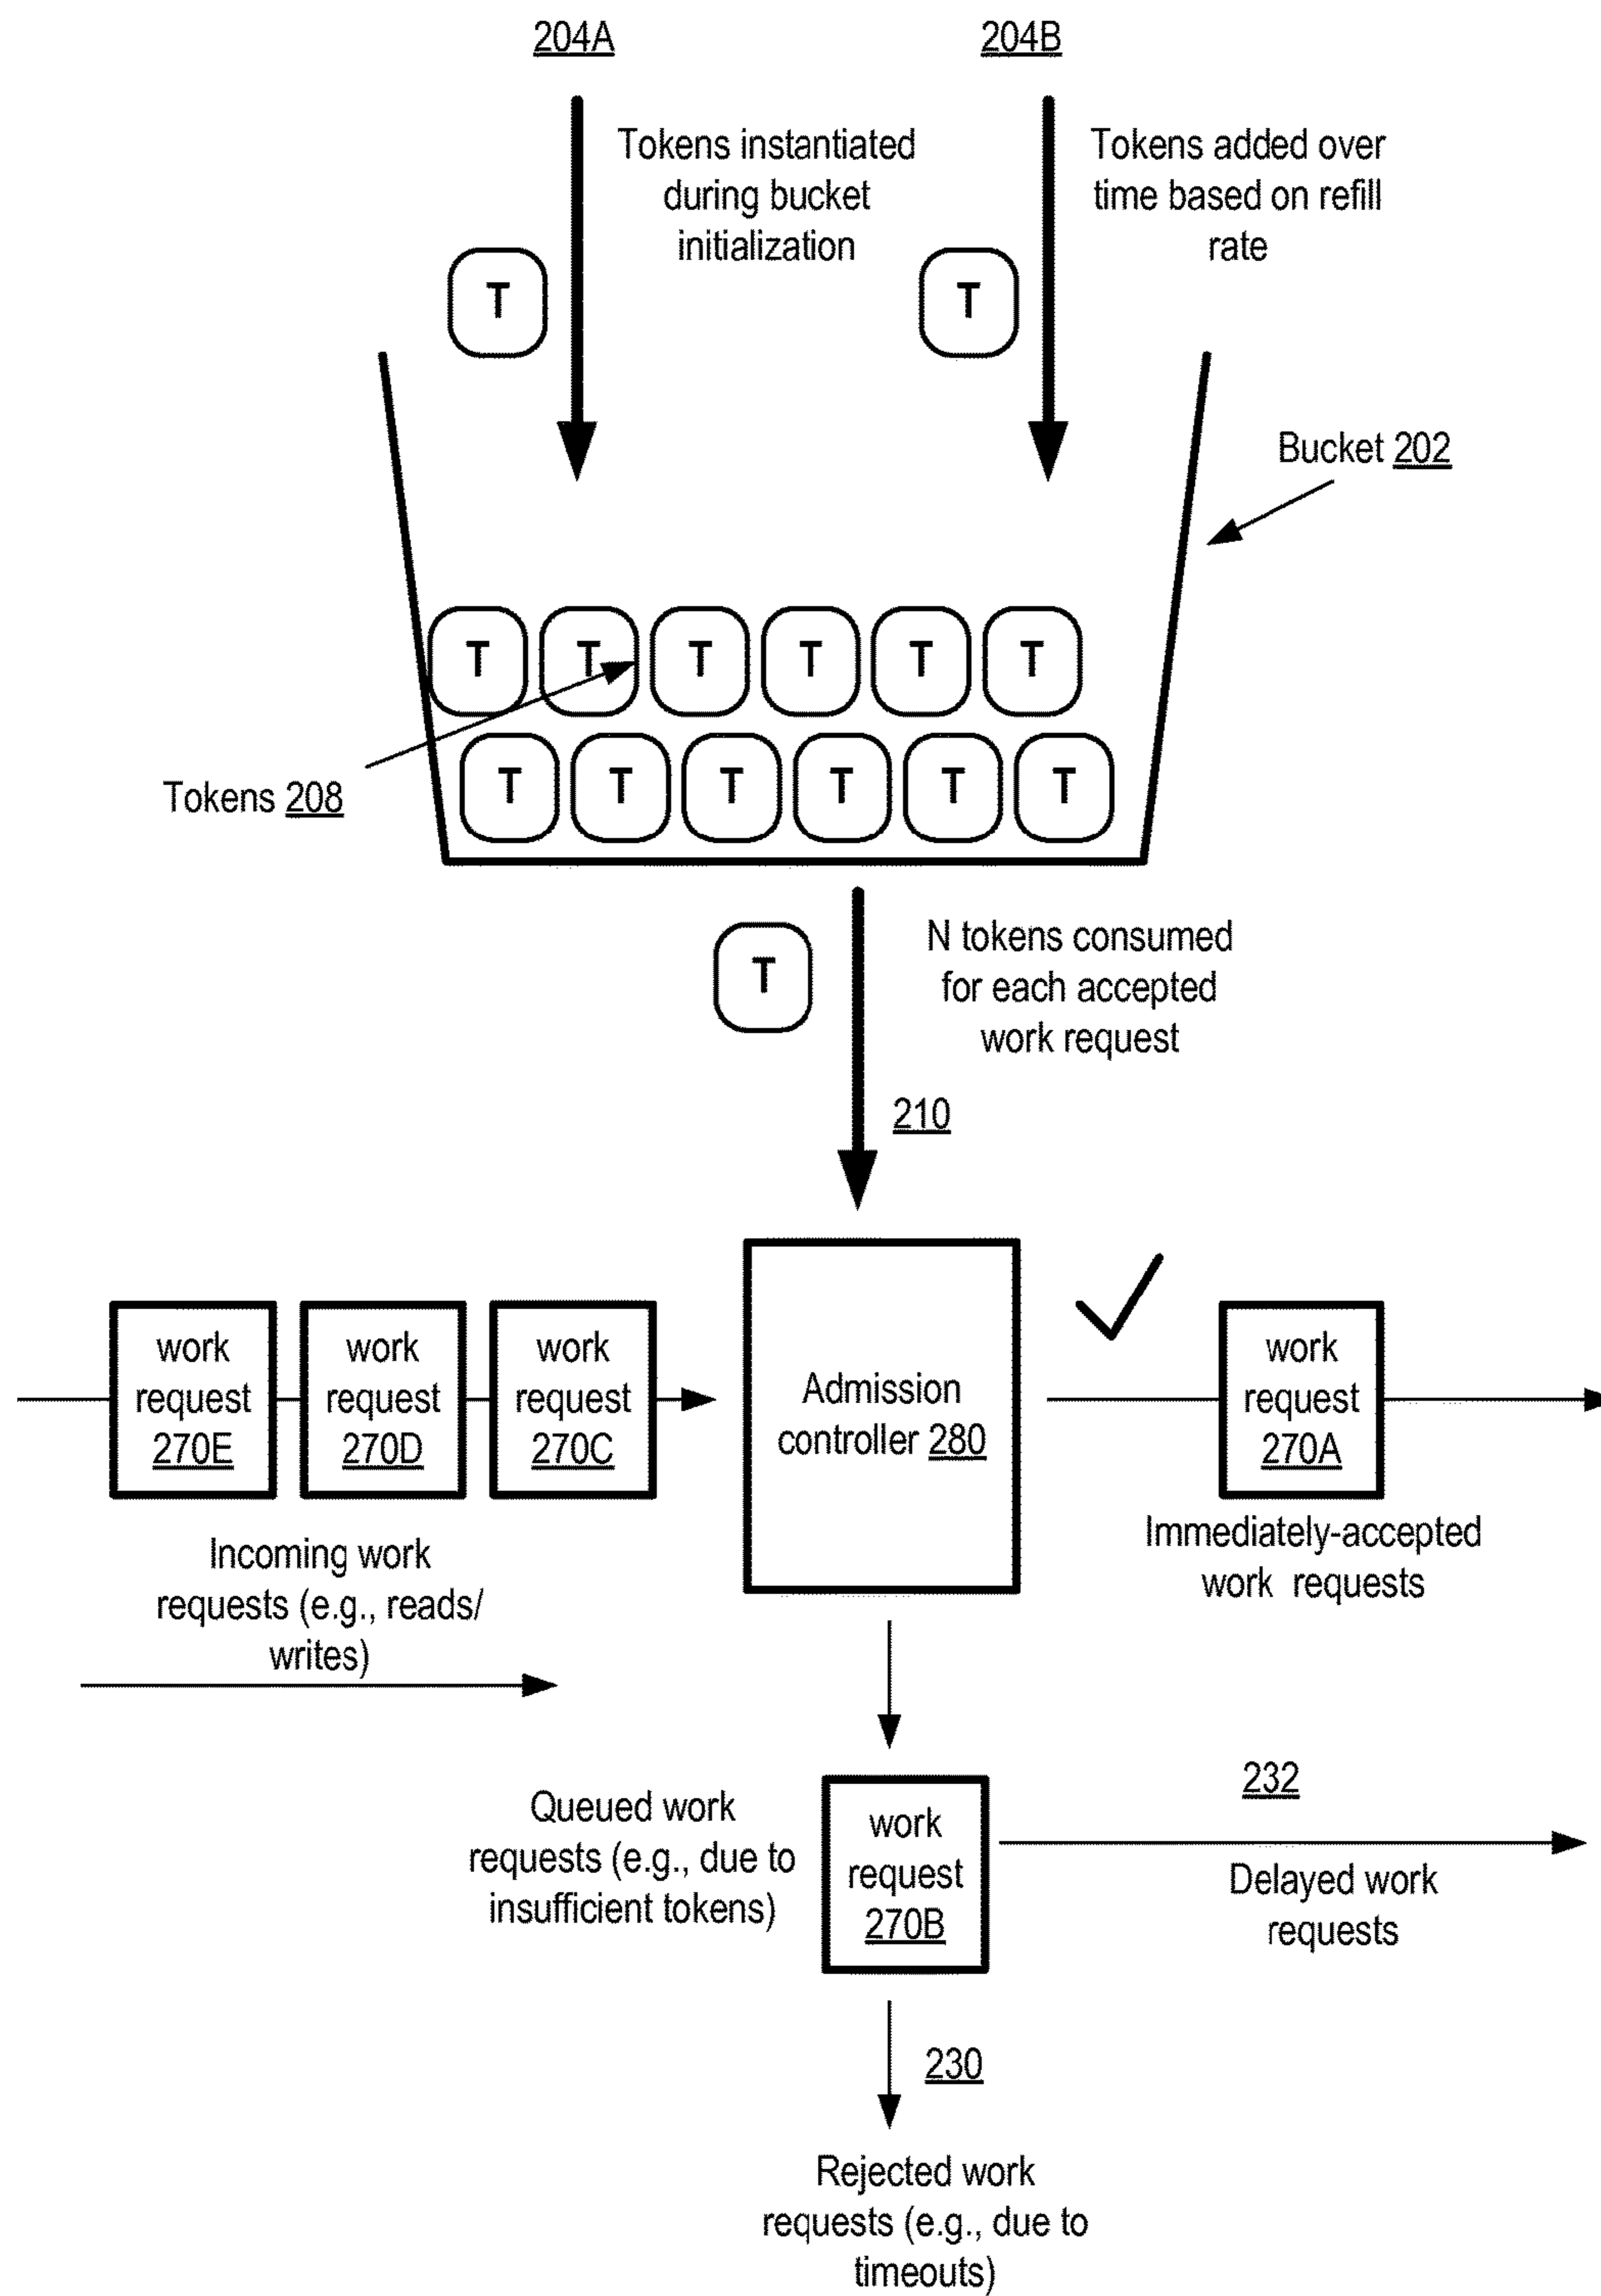 204A
204B
Tokens instantiated
during bucket
initialization
Tokens added over
time based on refill
rate
T
T
Bucket 202
T T T T T T
T T T T T T
Tokens 208
T
N tokens consumed
for each accepted
work request
210
work
request
270E
work
request
270D
work
request
270C
Admission
controller 280
work
request
270A
Incoming work
requests (e.g., reads/
writes)
Immediately-accepted
work requests
Queued work
requests (e.g., due to
insufficient tokens)
work
request
270B
232
Delayed work
requests
230
Rejected work
requests (e.g., due to
timeouts)